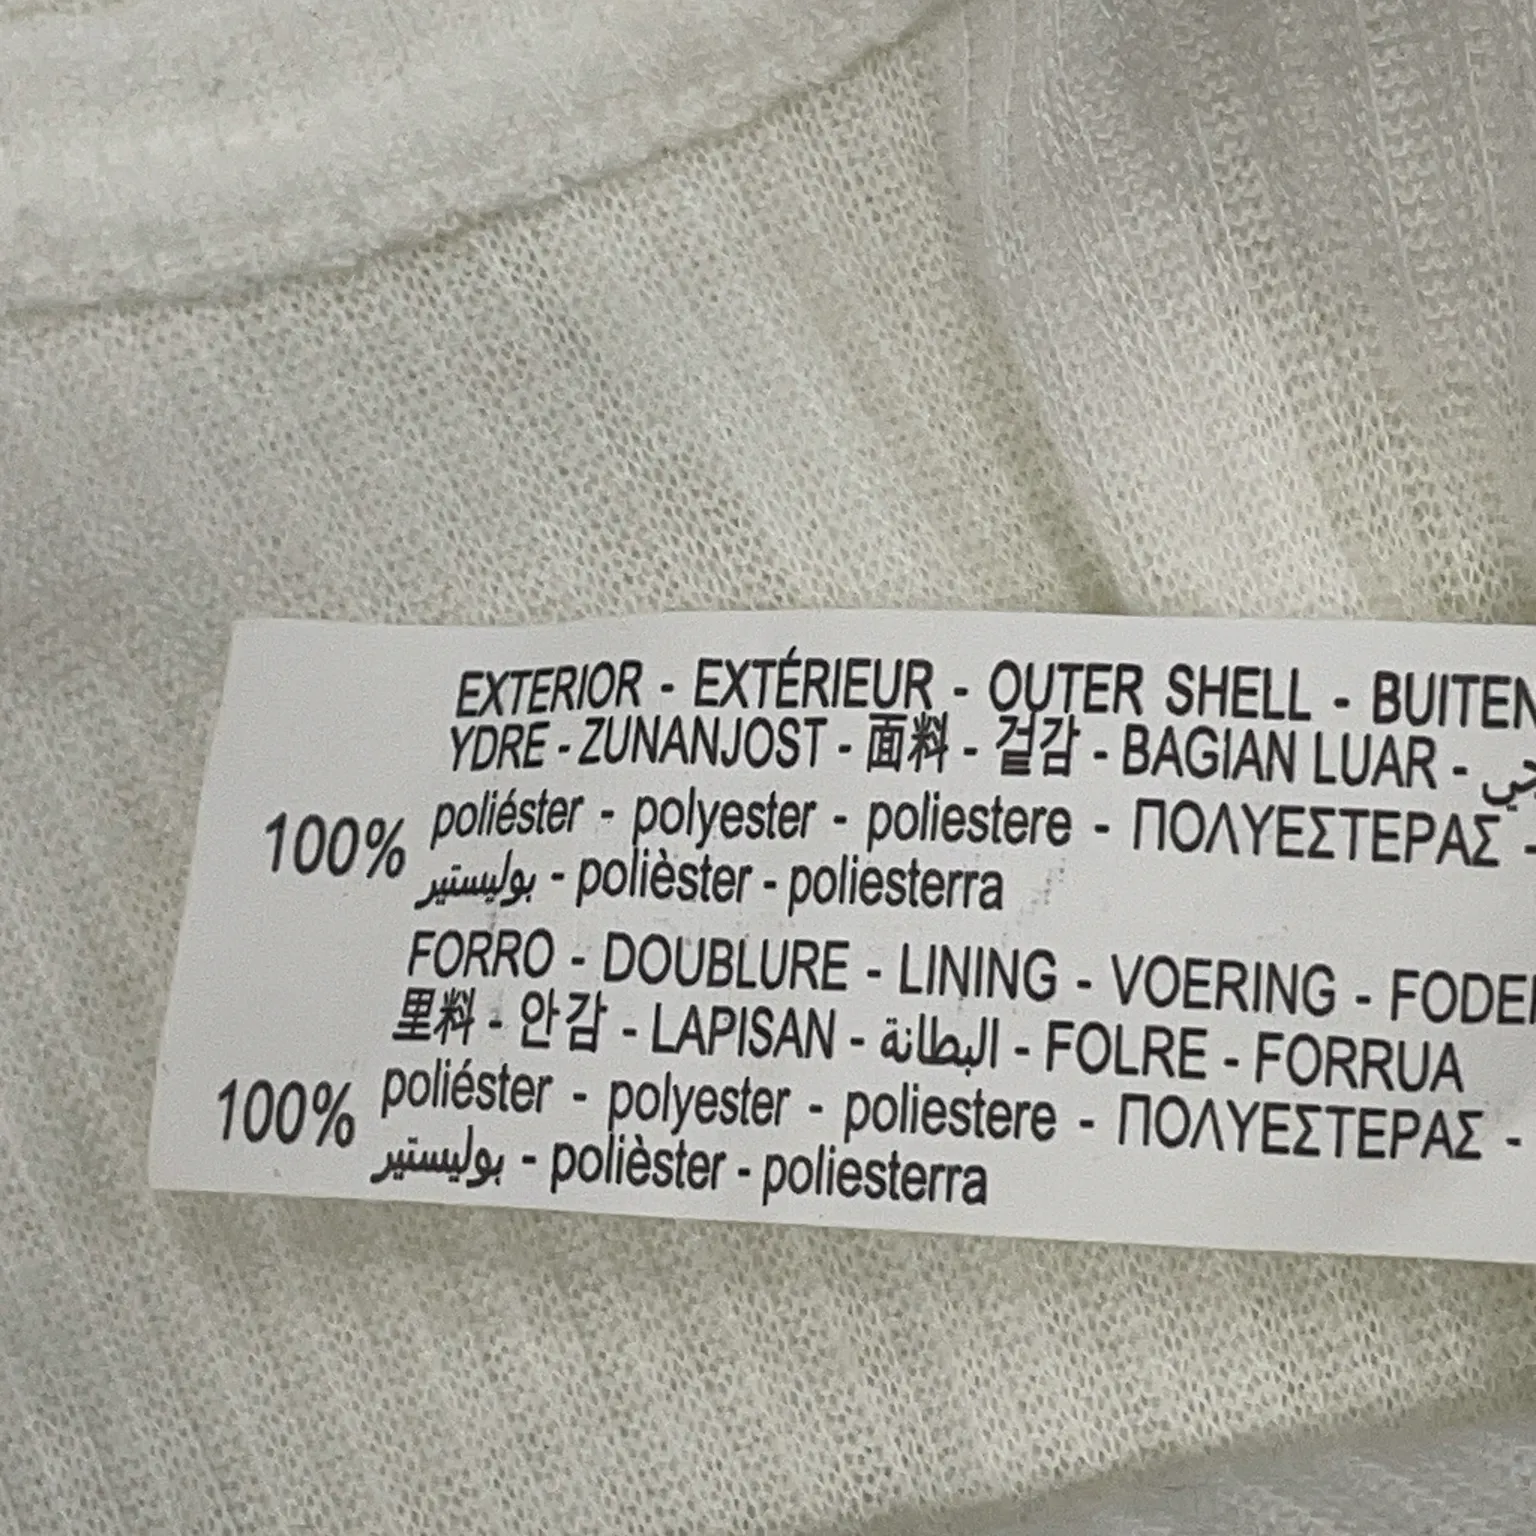 EXTERIOR - EXTÉRIEUR - OUTER SHELL - BUITEN
YDRE - ZUNANJOST - 面料 - 겉감 - BAGIAN LUAR -
100% poliéster - polyester - poliestere - ΠΟΛΥΕΣΤΕΡΑΣ -
بوليستير - polièster - poliesterra
FORRO - DOUBLURE - LINING - VOERING - FODER
里料 - 안감 - LAPISAN - البطانة - FOLRE - FORRUA
100% poliéster - polyester - poliestere - ΠΟΛΥΕΣΤΕΡΑΣ -
بوليستير - polièster - poliesterra